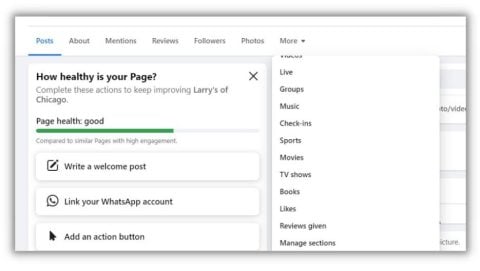 Posts About Mentions Reviews Followers Photos More
Videos
Live
Groups
Music
Check-ins
Sports
Movies
TV shows
Books
Likes
Reviews given
Manage sections
How healthy is your Page?
Complete these actions to keep improving Larry's of
Chicago.
Page health: good
Compared to similar Pages with high engagement.
Write a welcome post
Link your WhatsApp account
Add an action button
oto/video
picture.